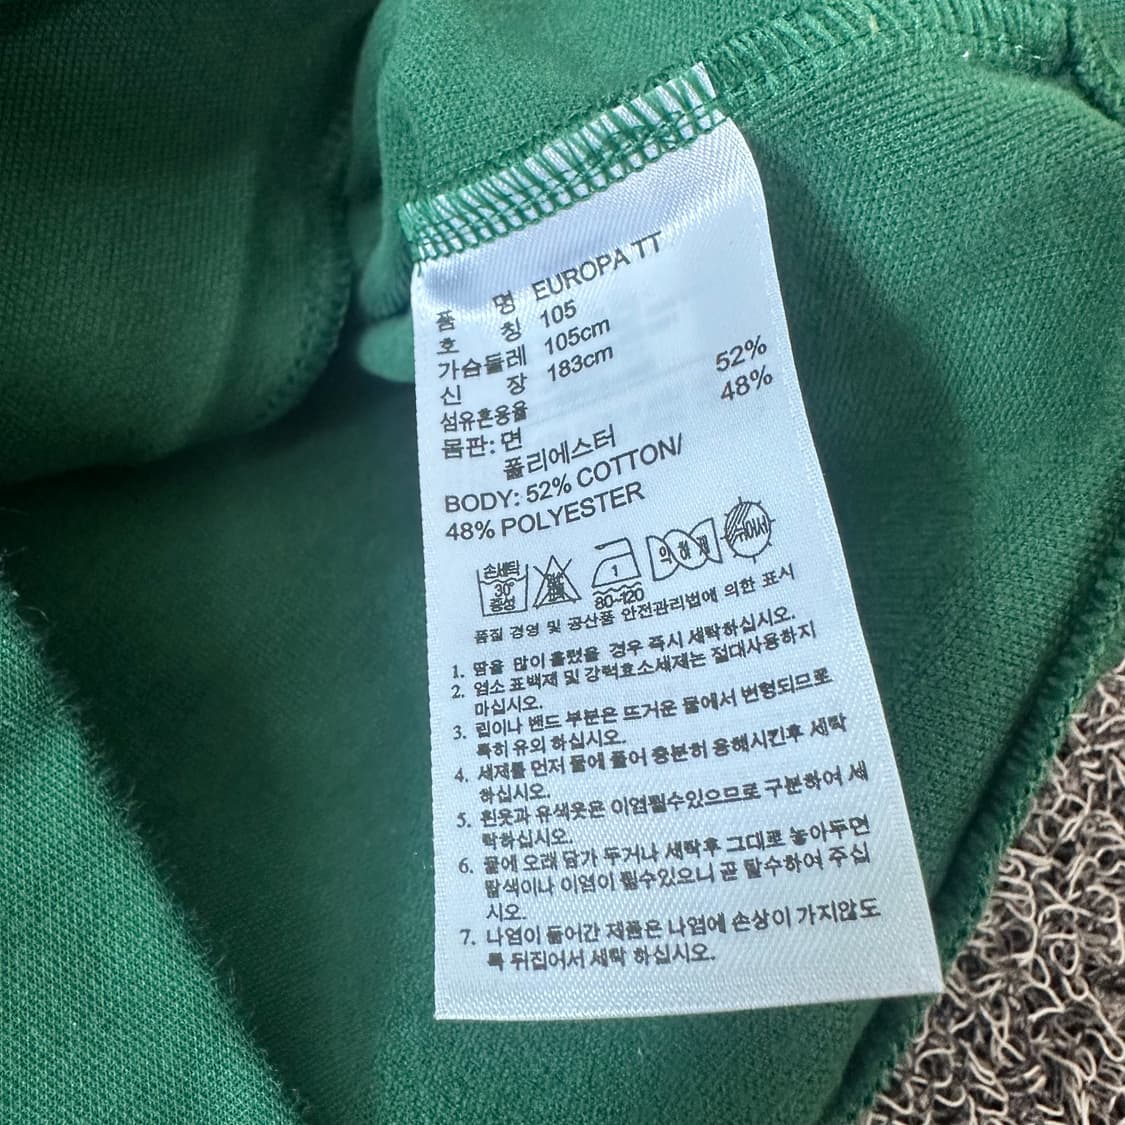 품 명 EUROPA TT
호 칭 105
가슴둘레 105cm
신 장 183cm
섬유혼용율
몸판: 면 52%
폴리에스터 48%
BODY: 52% COTTON/
48% POLYESTER
손세탁 30° 중성
1 80~120
품질 경영 및 공산품 안전관리법에 의한 표시
1. 땀을 많이 흘렸을 경우 즉시 세탁하십시오.
2. 염소 표백제 및 강력효소세제는 절대사용하지
마십시오.
3. 립이나 밴드 부분은 뜨거운 물에서 변형되므로
특히 유의 하십시오.
4. 세제를 먼저 물에 풀어 충분히 용해시킨후 세탁
하십시오.
5. 흰옷과 유색옷은 이염될수있으므로 구분하여 세
탁하십시오.
6. 물에 오래 담가 두거나 세탁후 그대로 놓아두면
탈색이나 이염이 될수있으니 곧 탈수하여 주십
시오.
7. 나염이 들어간 제품은 나염에 손상이 가지않도
록 뒤집어서 세탁 하십시오.